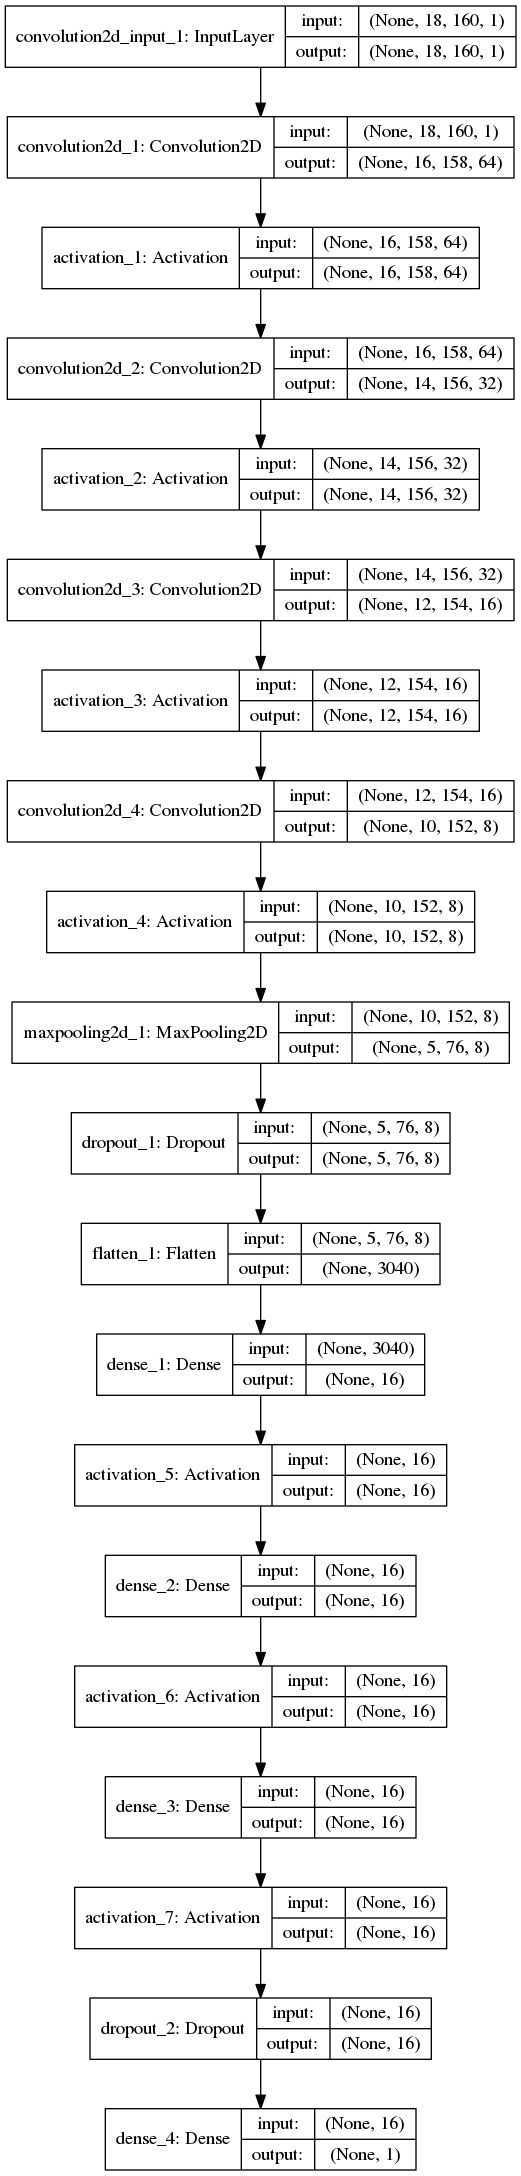 convolution2d_input_1: InputLayer
input: (None, 18, 160, 1)
output: (None, 18, 160, 1)
convolution2d_1: Convolution2D
input: (None, 18, 160, 1)
output: (None, 16, 158, 64)
activation_1: Activation
input: (None, 16, 158, 64)
output: (None, 16, 158, 64)
convolution2d_2: Convolution2D
input: (None, 16, 158, 64)
output: (None, 14, 156, 32)
activation_2: Activation
input: (None, 14, 156, 32)
output: (None, 14, 156, 32)
convolution2d_3: Convolution2D
input: (None, 14, 156, 32)
output: (None, 12, 154, 16)
activation_3: Activation
input: (None, 12, 154, 16)
output: (None, 12, 154, 16)
convolution2d_4: Convolution2D
input: (None, 12, 154, 16)
output: (None, 10, 152, 8)
activation_4: Activation
input: (None, 10, 152, 8)
output: (None, 10, 152, 8)
maxpooling2d_1: MaxPooling2D
input: (None, 10, 152, 8)
output: (None, 5, 76, 8)
dropout_1: Dropout
input: (None, 5, 76, 8)
output: (None, 5, 76, 8)
flatten_1: Flatten
input: (None, 5, 76, 8)
output: (None, 3040)
dense_1: Dense
input: (None, 3040)
output: (None, 16)
activation_5: Activation
input: (None, 16)
output: (None, 16)
dense_2: Dense
input: (None, 16)
output: (None, 16)
activation_6: Activation
input: (None, 16)
output: (None, 16)
dense_3: Dense
input: (None, 16)
output: (None, 16)
activation_7: Activation
input: (None, 16)
output: (None, 16)
dropout_2: Dropout
input: (None, 16)
output: (None, 16)
dense_4: Dense
input: (None, 16)
output: (None, 1)